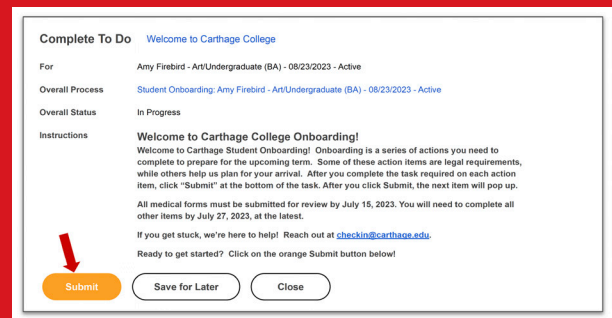 Complete To Do Welcome to Carthage College
For Amy Firebird - Art/Undergraduate (BA) - 08/23/2023 - Active
Overall Process Student Onboarding: Amy Firebird - Art/Undergraduate (BA) - 08/23/2023 - Active
Overall Status In Progress
Instructions Welcome to Carthage College Onboarding!
Welcome to Carthage Student Onboarding! Onboarding is a series of actions you need to
complete to prepare for the upcoming term. Some of these action items are legal requirements,
while others help us plan for your arrival. After you complete the task required on each action
item, click “Submit” at the bottom of the task. After you click Submit, the next item will pop up.
All medical forms must be submitted for review by July 15, 2023. You will need to complete all
other items by July 27, 2023, at the latest.
If you get stuck, we're here to help! Reach out at checkin@carthage.edu.
Ready to get started? Click on the orange Submit button below!
Submit Save for Later Close